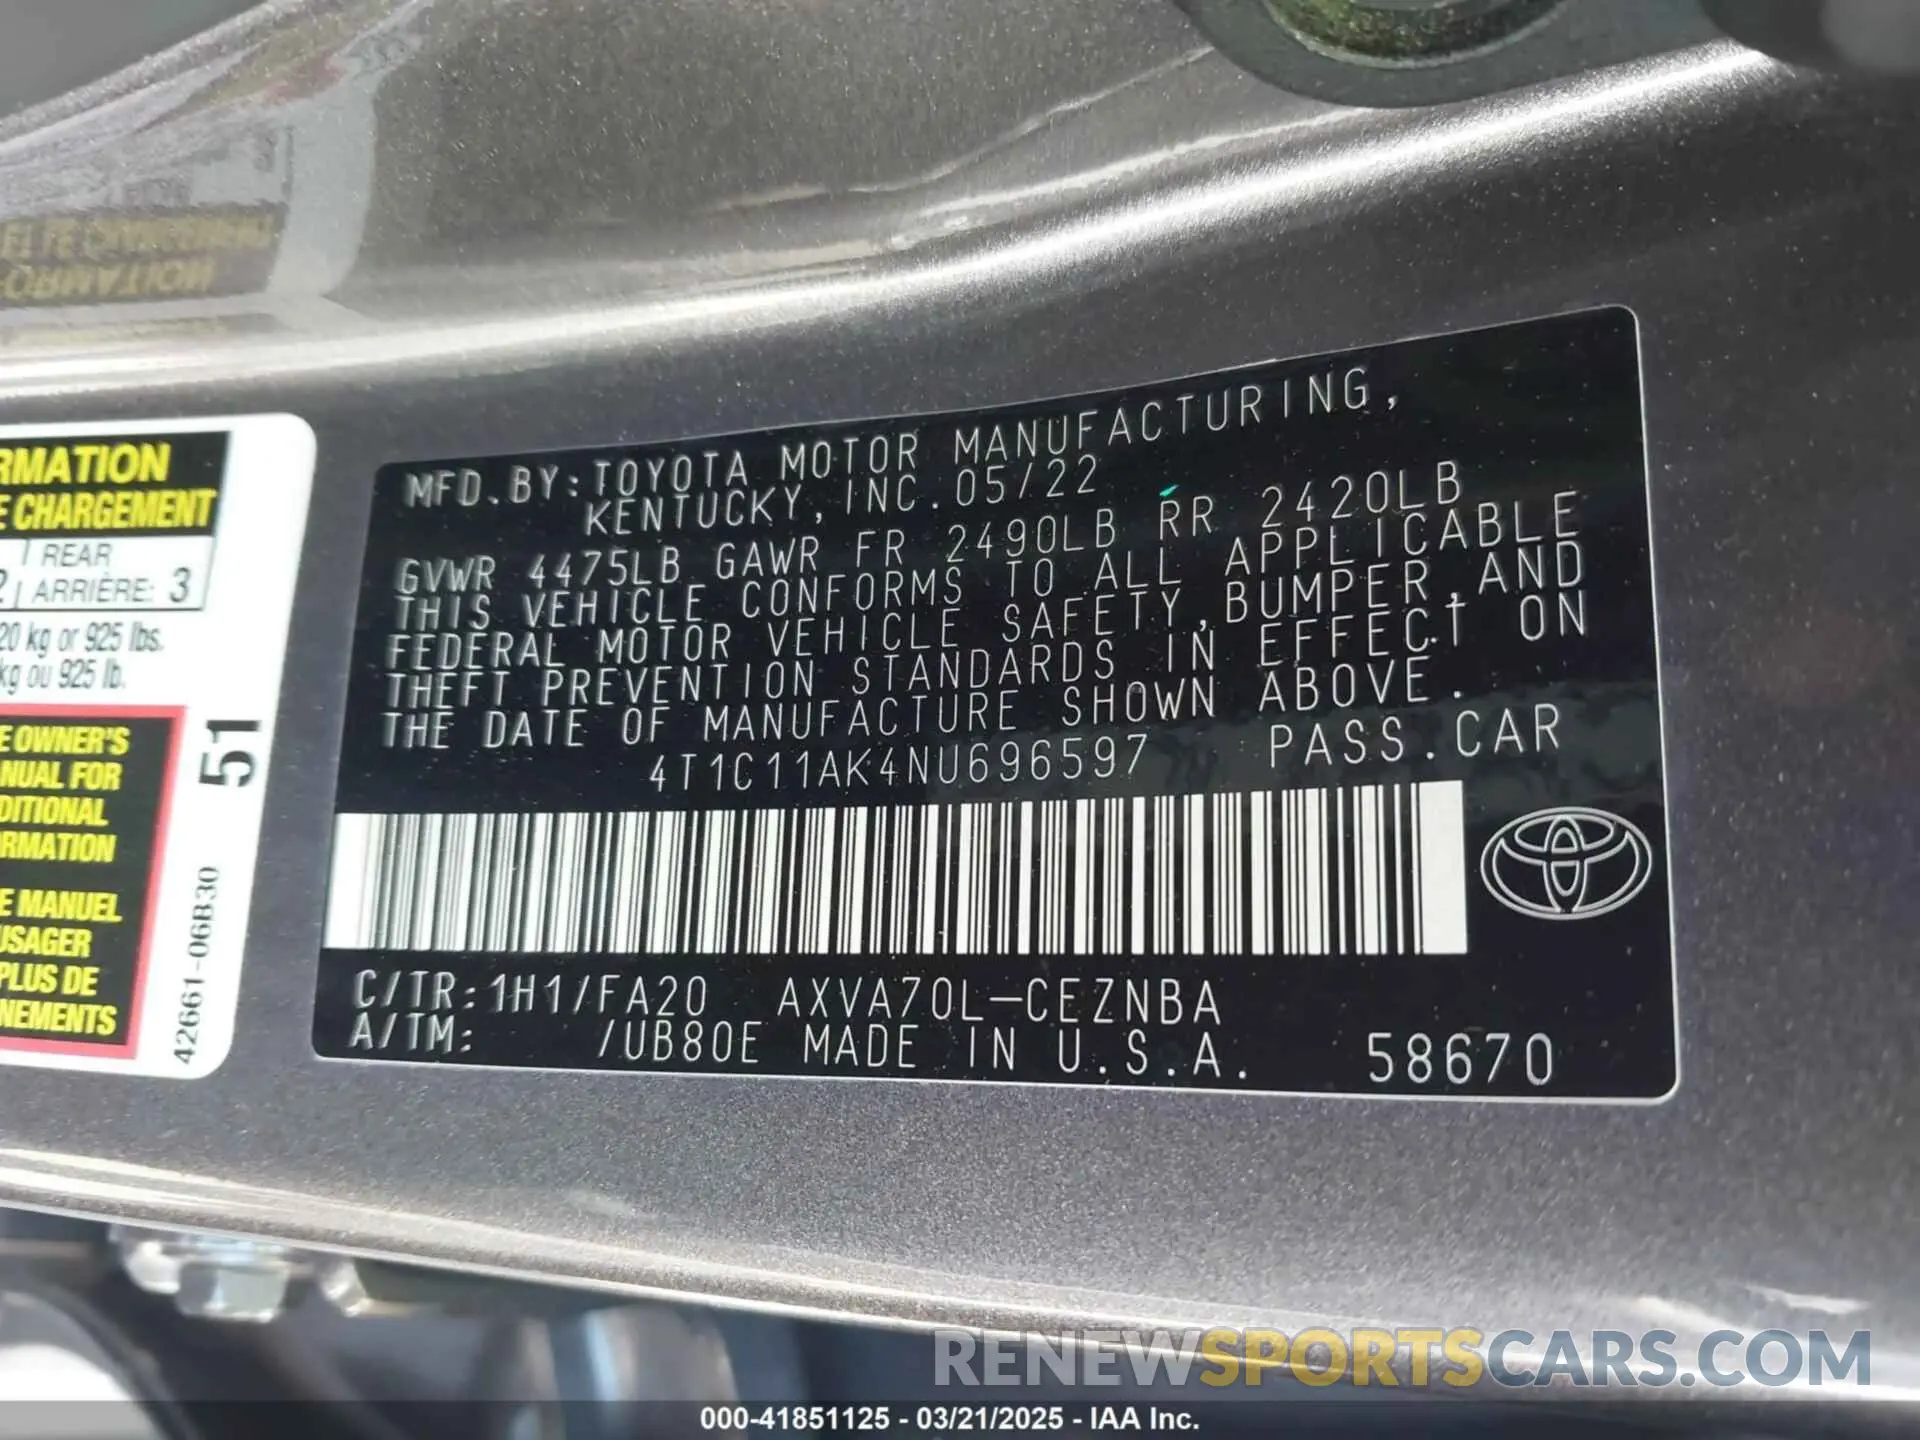 RMATION
E CHARGEMENT
REAR
2 ARRIÈRE: 3
20 kg or 925 lbs.
kg ou 925 lb.
E OWNER'S
NUAL FOR
DITIONAL
RMATION
E MANUEL
USAGER
PLUS DE
NEMENTS
51
42661-06B30
MFD. BY: TOYOTA MOTOR MANUFACTURING,
KENTUCKY, INC. 05/22
GVWR 4475LB GAWR FR 2490LB RR 2420LB
THIS VEHICLE CONFORMS TO ALL APPLICABLE
FEDERAL MOTOR VEHICLE SAFETY, BUMPER, AND
THEFT PREVENTION STANDARDS IN EFFECT ON
THE DATE OF MANUFACTURE SHOWN ABOVE.
4T1C11AK4NU696597 PASS. CAR
C/TR: 1H1/FA20 AXVA70L-CEZNBA
A/TM: /UB80E MADE IN U.S.A. 58670
RENEWSPORTSCARS.COM
000-41851125 - 03/21/2025 - IAA Inc.